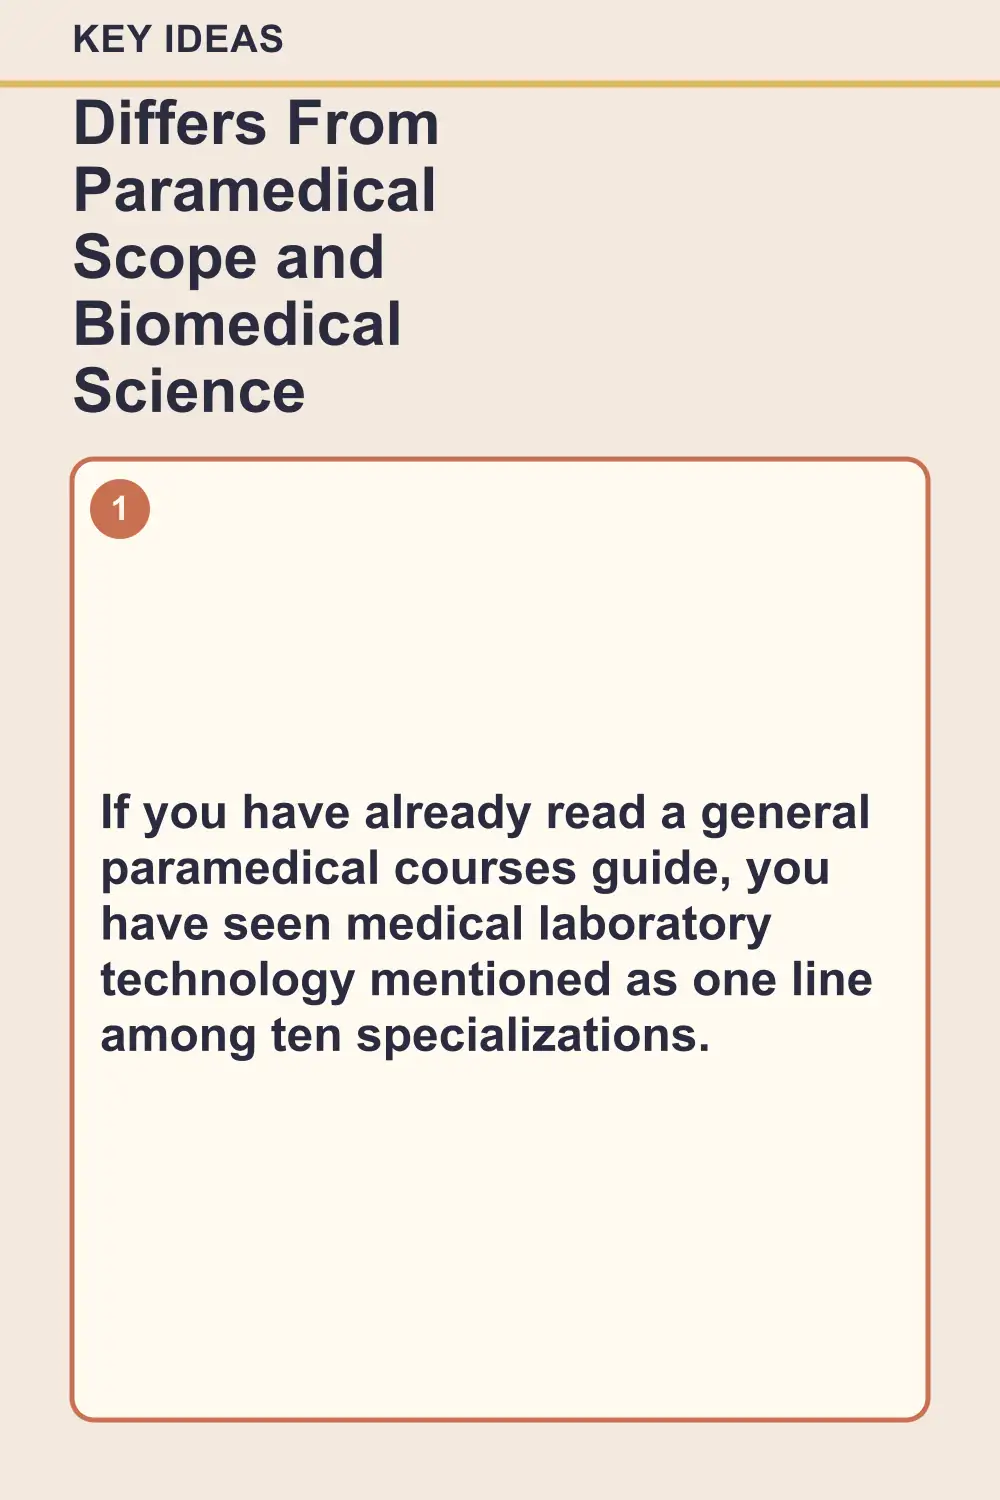 KEY IDEAS
Differs From
Paramedical
Scope and
Biomedical
Science
1
If you have already read a general
paramedical courses guide, you
have seen medical laboratory
technology mentioned as one line
among ten specializations.